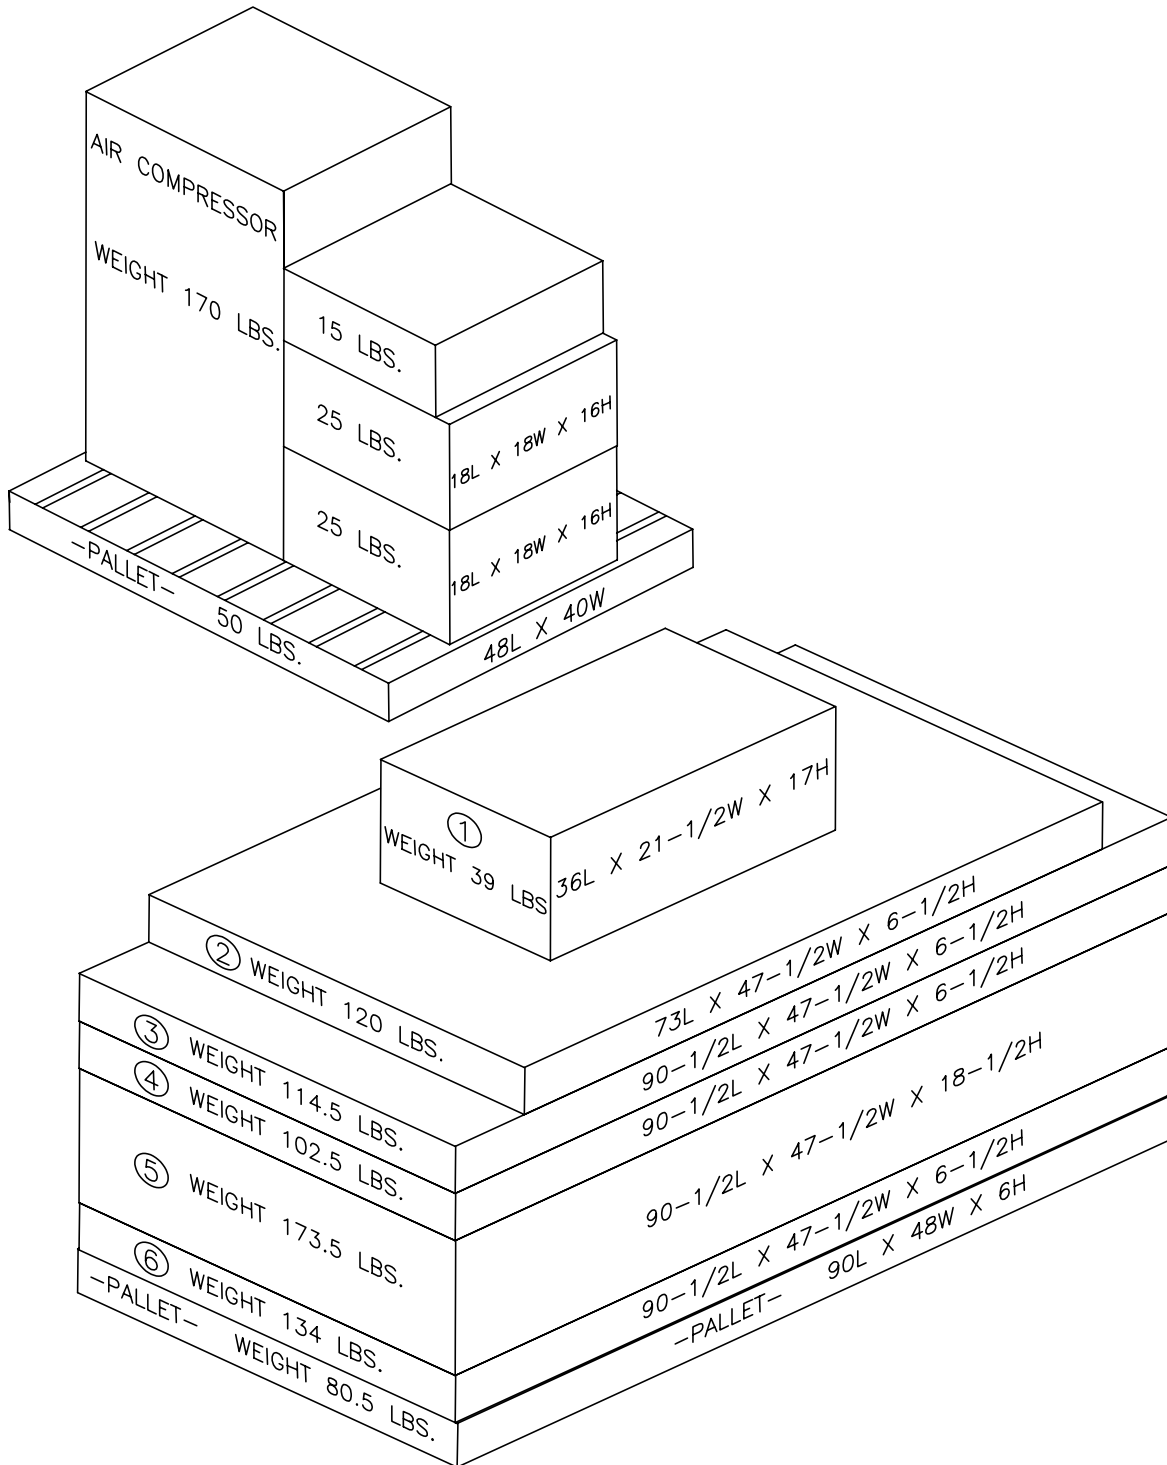 AIR COMPRESSOR
WEIGHT 170 LBS.
15 LBS.
25 LBS.
18L X 18W X 16H
25 LBS.
18L X 18W X 16H
-PALLET- 50 LBS.
48L X 40W
1
WEIGHT 39 LBS
36L X 21-1/2W X 17H
2 WEIGHT 120 LBS.
73L X 47-1/2W X 6-1/2H
3 WEIGHT 114.5 LBS.
90-1/2L X 47-1/2W X 6-1/2H
4 WEIGHT 102.5 LBS.
90-1/2L X 47-1/2W X 6-1/2H
5 WEIGHT 173.5 LBS.
90-1/2L X 47-1/2W X 18-1/2H
6 WEIGHT 134 LBS.
90-1/2L X 47-1/2W X 6-1/2H
-PALLET- WEIGHT 80.5 LBS.
-PALLET- 90L X 48W X 6H